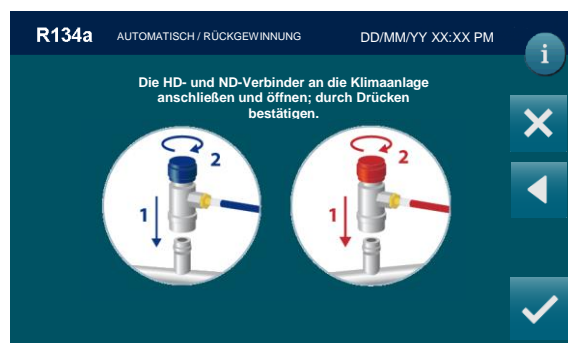 R134a AUTOMATISCH / RÜCKGEWINNUNG DD/MM/YY XX:XX PM
i
Die HD- und ND-Verbinder an die Klimaanlage
anschließen und öffnen; durch Drücken
bestätigen.
2 2
1 1